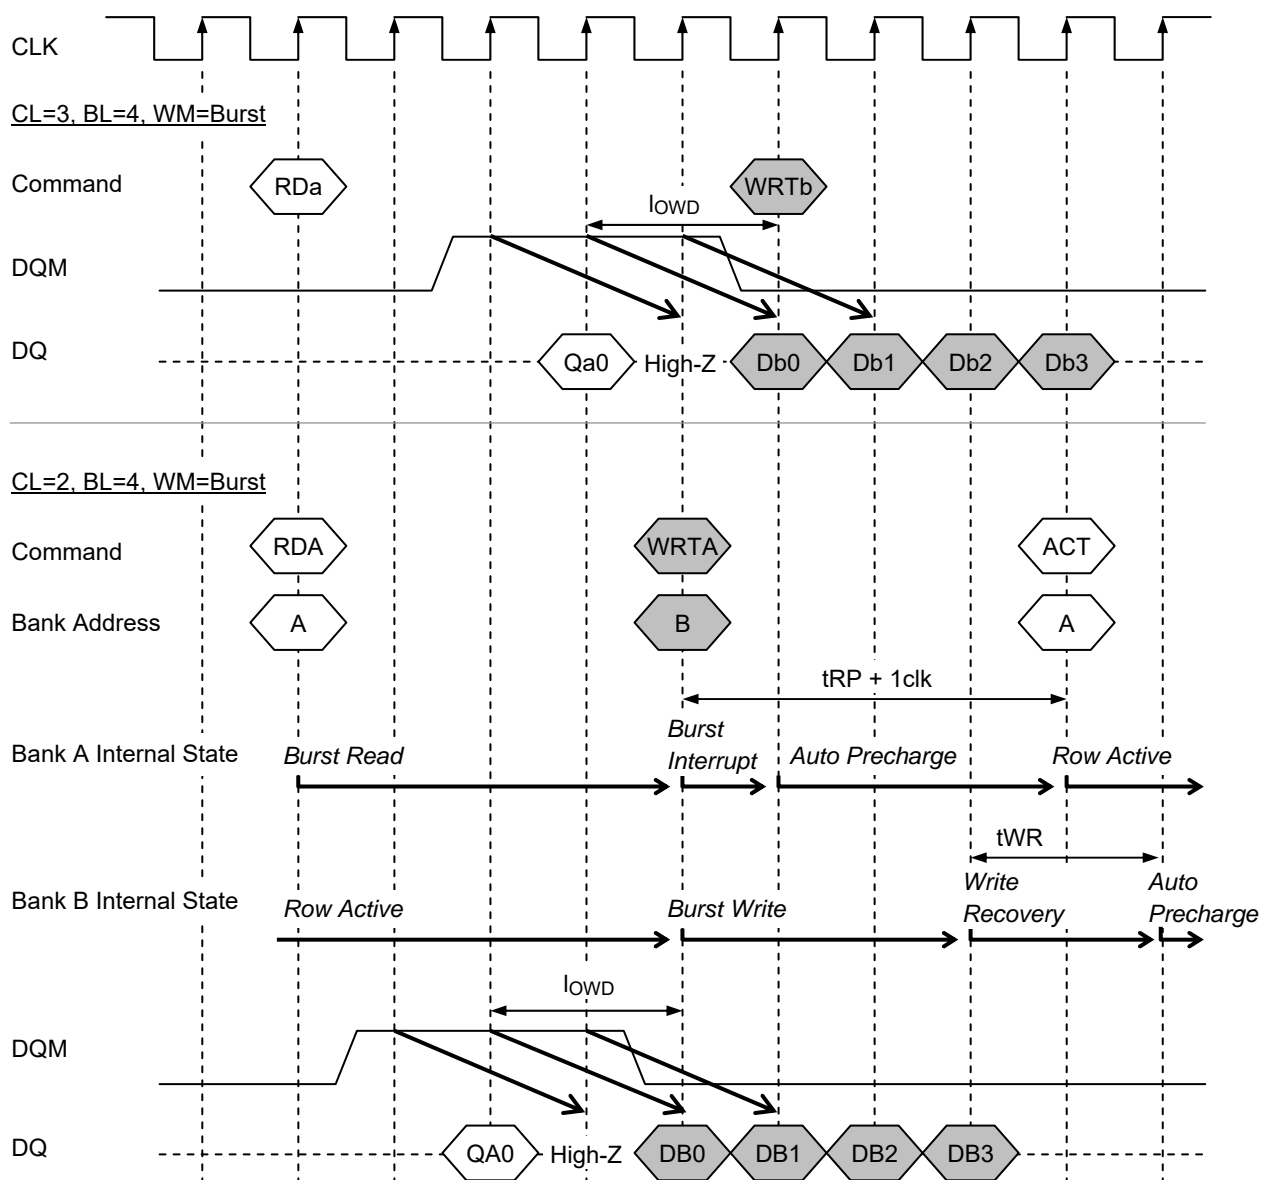 CLK
CL=3, BL=4, WM=Burst
Command RDa WRTb
IOWD
DQM
DQ Qa0 High-Z Db0 Db1 Db2 Db3
CL=2, BL=4, WM=Burst
Command RDA WRTA ACT
Bank Address A B A
tRP + 1clk
Burst
Bank A Internal State Burst Read Interrupt Auto Precharge Row Active
tWR
Write Auto
Bank B Internal State Row Active Burst Write Recovery Precharge
IOWD
DQM
DQ QA0 High-Z DB0 DB1 DB2 DB3